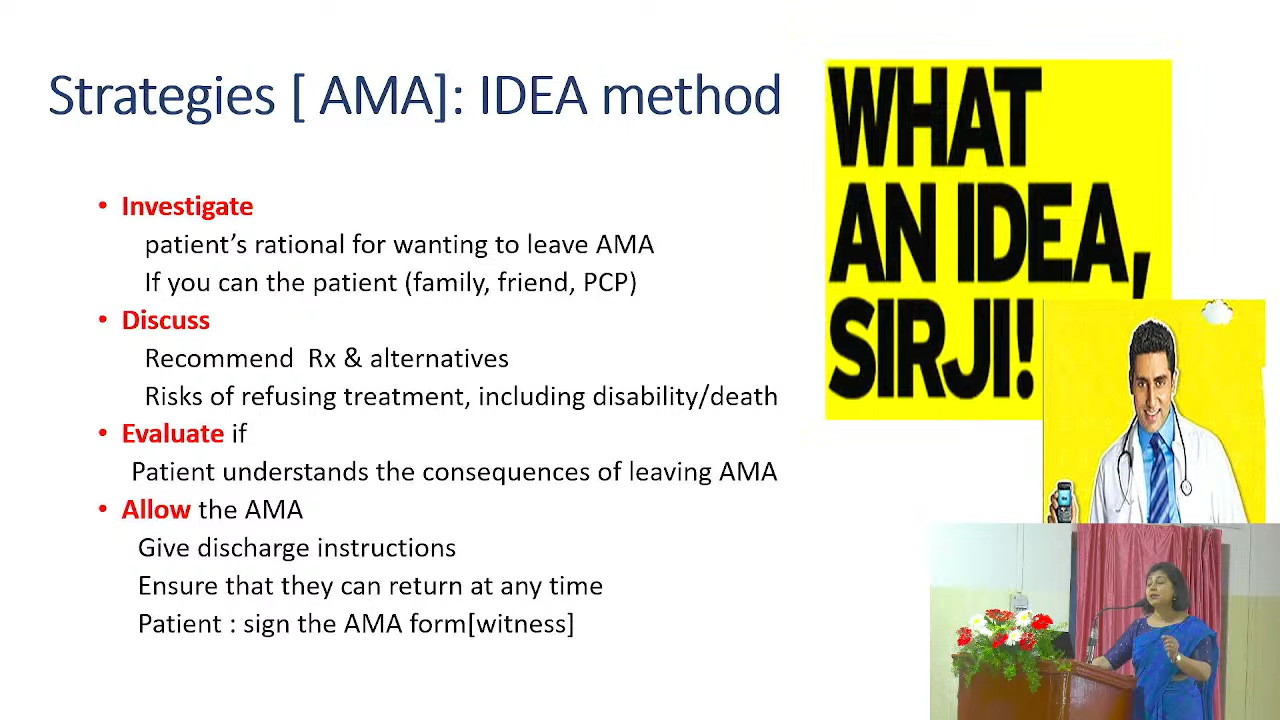 Strategies [ AMA]: IDEA method
• Investigate
patient's rational for wanting to leave AMA
If you can the patient (family, friend, PCP)
• Discuss
Recommend Rx & alternatives
Risks of refusing treatment, including disability/death
• Evaluate if
Patient understands the consequences of leaving AMA
• Allow the AMA
Give discharge instructions
Ensure that they can return at any time
Patient : sign the AMA form[witness]
WHAT
AN IDEA,
SIRJI!